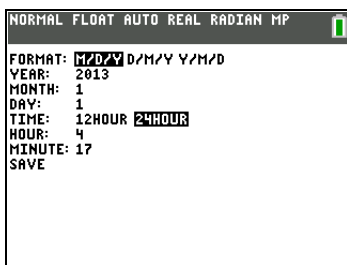 NORMAL FLOAT AUTO REAL RADIAN MP
FORMAT: M/D/Y D/M/Y Y/M/D
YEAR: 2013
MONTH: 1
DAY: 1
TIME: 12HOUR 24HOUR
HOUR: 4
MINUTE: 17
SAVE